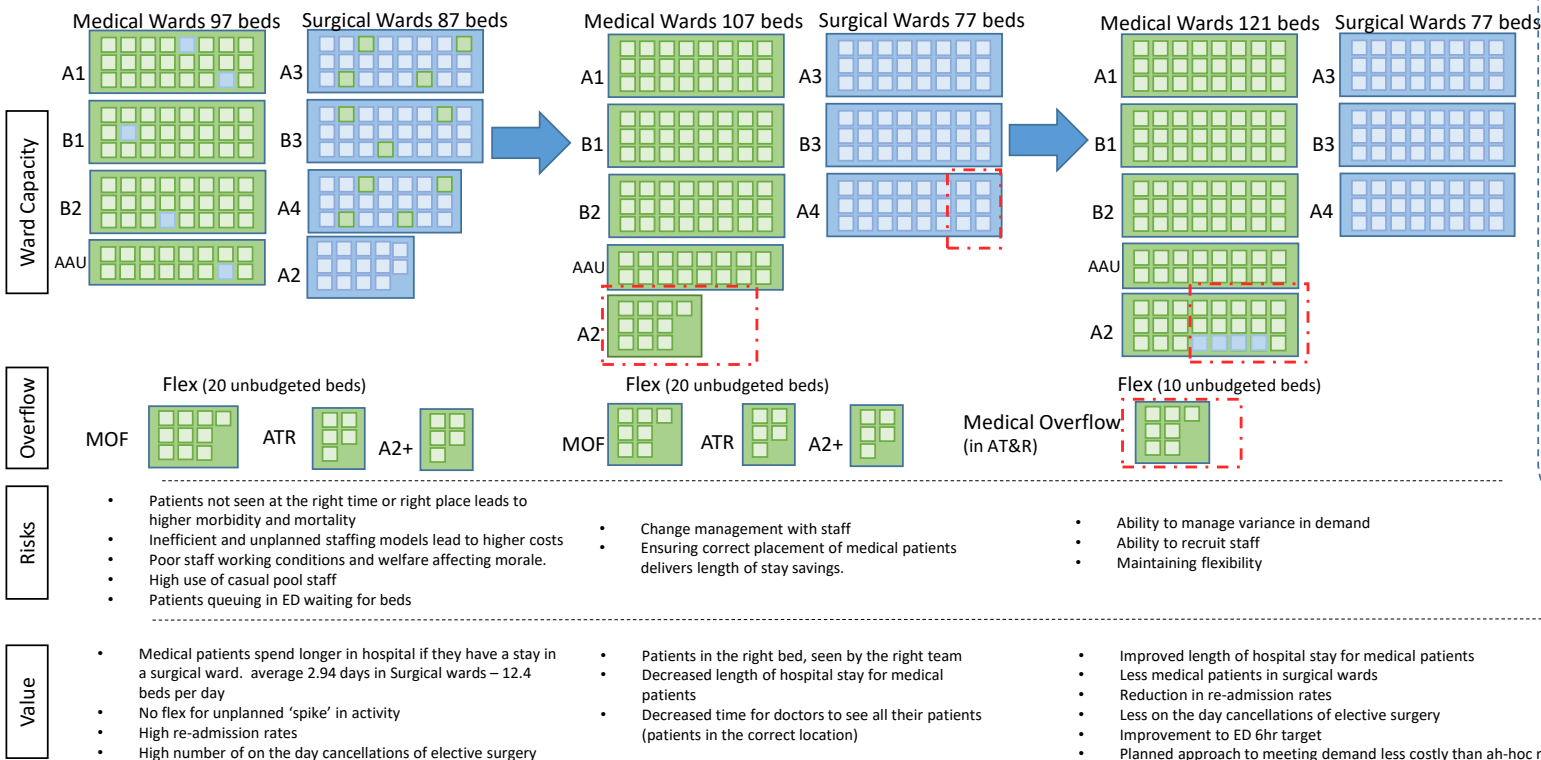 Medical Wards 97 beds
Surgical Wards 87 beds
Medical Wards 107 beds
Surgical Wards 77 beds
Medical Wards 121 beds
Surgical Wards 77 beds
Ward Capacity
A1
B1
B2
AAU
A3
B3
A4
A2
A1
B1
B2
AAU
A2
A3
B3
A4
A1
B1
B2
AAU
A2
A3
B3
A4
Overflow
Flex (20 unbudgeted beds)
MOF
ATR
A2+
Flex (20 unbudgeted beds)
MOF
ATR
A2+
Flex (10 unbudgeted beds)
Medical Overflow
(in AT&R)
Risks
• Patients not seen at the right time or right place leads to
higher morbidity and mortality
• Inefficient and unplanned staffing models lead to higher costs
• Poor staff working conditions and welfare affecting morale.
• High use of casual pool staff
• Patients queuing in ED waiting for beds
• Change management with staff
• Ensuring correct placement of medical patients
delivers length of stay savings.
• Ability to manage variance in demand
• Ability to recruit staff
• Maintaining flexibility
Value
• Medical patients spend longer in hospital if they have a stay in
a surgical ward. average 2.94 days in Surgical wards – 12.4
beds per day
• No flex for unplanned ‘spike’ in activity
• High re-admission rates
• High number of on the day cancellations of elective surgery
• Patients in the right bed, seen by the right team
• Decreased length of hospital stay for medical
patients
• Decreased time for doctors to see all their patients
(patients in the correct location)
• Improved length of hospital stay for medical patients
• Less medical patients in surgical wards
• Reduction in re-admission rates
• Less on the day cancellations of elective surgery
• Improvement to ED 6hr target
• Planned approach to meeting demand less costly than ah-hoc